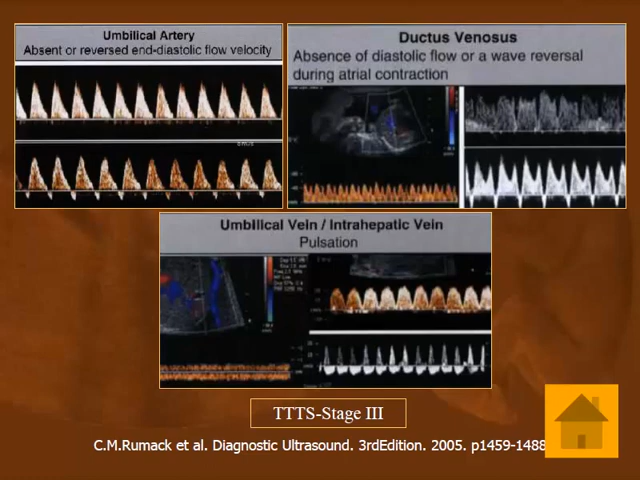 Umbilical Artery
Absent or reversed end-diastolic flow velocity
Ductus Venosus
Absence of diastolic flow or a wave reversal
during atrial contraction
Umbilical Vein / Intrahepatic Vein
Pulsation
TTTS-Stage III
C.M.Rumack et al. Diagnostic Ultrasound. 3rdEdition. 2005. p1459-1488